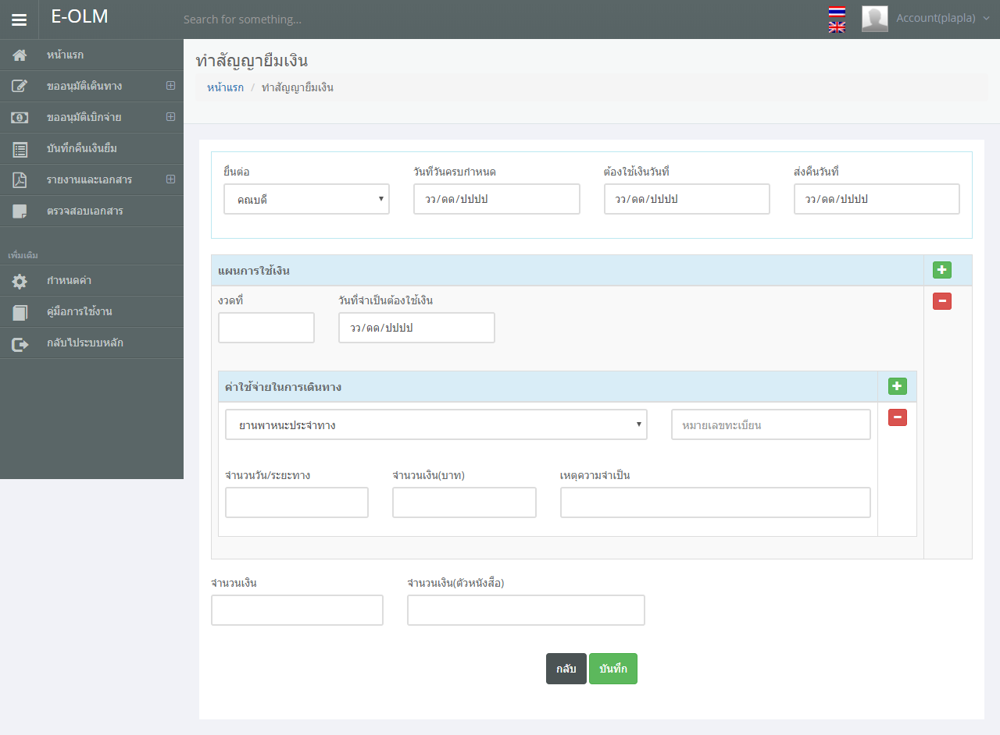 E-OLM
Search for something...
Account(plapla)
หน้าแรก
ขออนุมัติเดินทาง
ขออนุมัติเบิกจ่าย
บันทึกคืนเงินยืม
รายงานและเอกสาร
ตรวจสอบเอกสาร
เพิ่มเติม
กำหนดค่า
คู่มือการใช้งาน
กลับไประบบหลัก
ทำสัญญายืมเงิน
หน้าแรก / ทำสัญญายืมเงิน
ยื่นต่อ วันที่วันครบกำหนด ต้องใช้เงินวันที่ ส่งคืนวันที่
คณบดี วว/ดด/ปปปป วว/ดด/ปปปป วว/ดด/ปปปป
แผนการใช้เงิน
งวดที่ วันที่จำเป็นต้องใช้เงิน
วว/ดด/ปปปป
ค่าใช้จ่ายในการเดินทาง
ยานพาหนะประจำทาง หมายเลขทะเบียน
จำนวนวัน/ระยะทาง จำนวนเงิน(บาท) เหตุความจำเป็น
จำนวนเงิน จำนวนเงิน(ตัวหนังสือ)
กลับ บันทึก